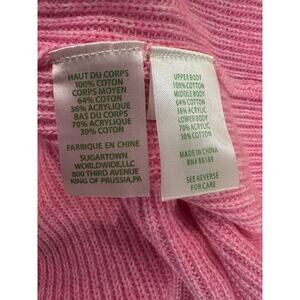 HAUT DU CORPS
100% COTON
CORPS MOYEN
64% COTON
36% ACRYLIQUE
BAS DU CORPS
70% ACRYLIQUE
30% COTON
FABRIQUE EN CHINE
SUGARTOWN
WORLDWIDE,LLC
800 THIRD AVENUE
KING OF PRUSSIA,PA
UPPER BODY
100% COTTON
MIDDLE BODY
64% COTTON
36% ACRYLIC
LOWER BODY
70% ACRYLIC
30% COTTON
MADE IN CHINA
RN# 88189
SEE REVERSE
FOR CARE